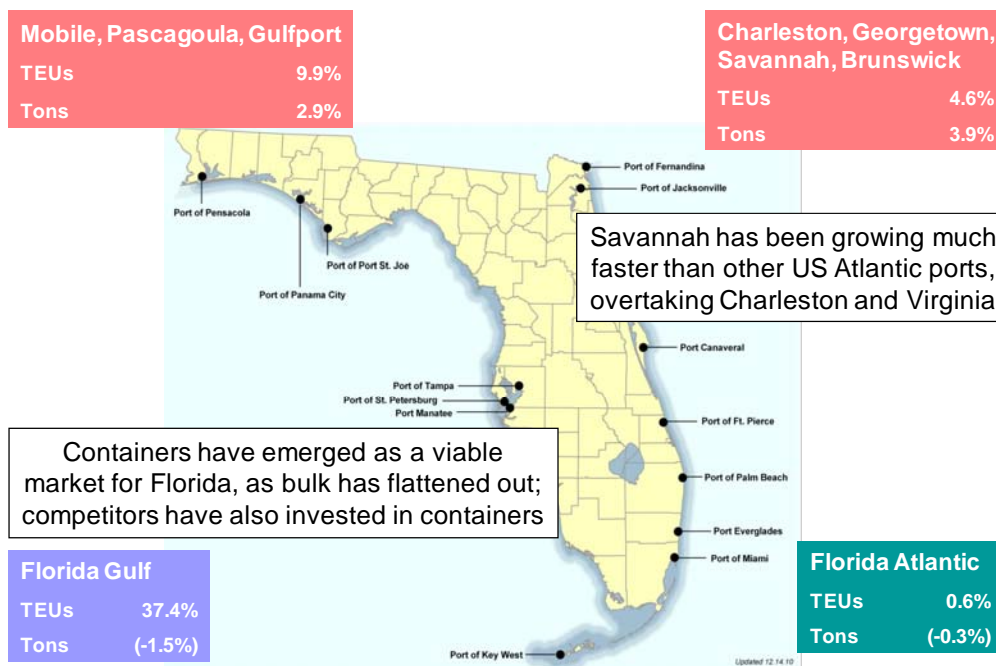 Mobile, Pascagoula, Gulfport
TEUs 9.9%
Tons 2.9%
Charleston, Georgetown,
Savannah, Brunswick
TEUs 4.6%
Tons 3.9%
Port of Fernandina
Port of Jacksonville
Port of Pensacola
Port of Port St. Joe
Port of Panama City
Savannah has been growing much
faster than other US Atlantic ports,
overtaking Charleston and Virginia
Port Canaveral
Port of Tampa
Port of St. Petersburg
Port Manatee
Port of Ft. Pierce
Containers have emerged as a viable
market for Florida, as bulk has flattened out;
competitors have also invested in containers
Port of Palm Beach
Port Everglades
Port of Miami
Florida Gulf
TEUs 37.4%
Tons (-1.5%)
Florida Atlantic
TEUs 0.6%
Tons (-0.3%)
Port of Key West
Updated 12.14.10